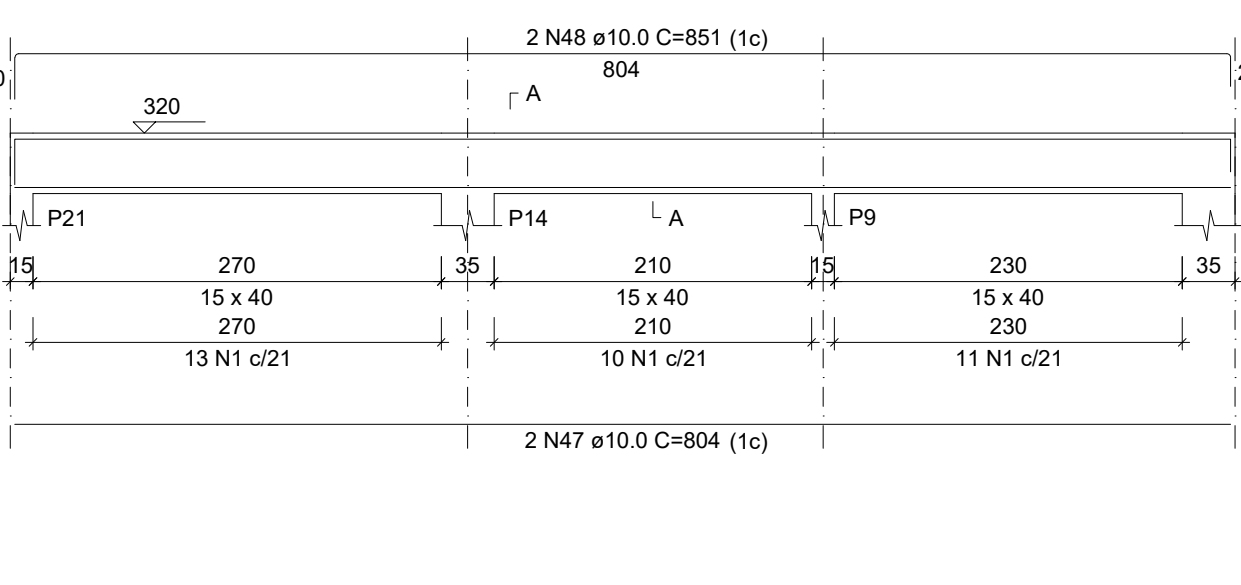 2 N48 ø10.0 C=851 (1c)
804
A
320
P21
P14
A
P9
15 270 35 210 15 230 35
15 x 40 15 x 40 15 x 40
270 210 230
13 N1 c/21 10 N1 c/21 11 N1 c/21
2 N47 ø10.0 C=804 (1c)